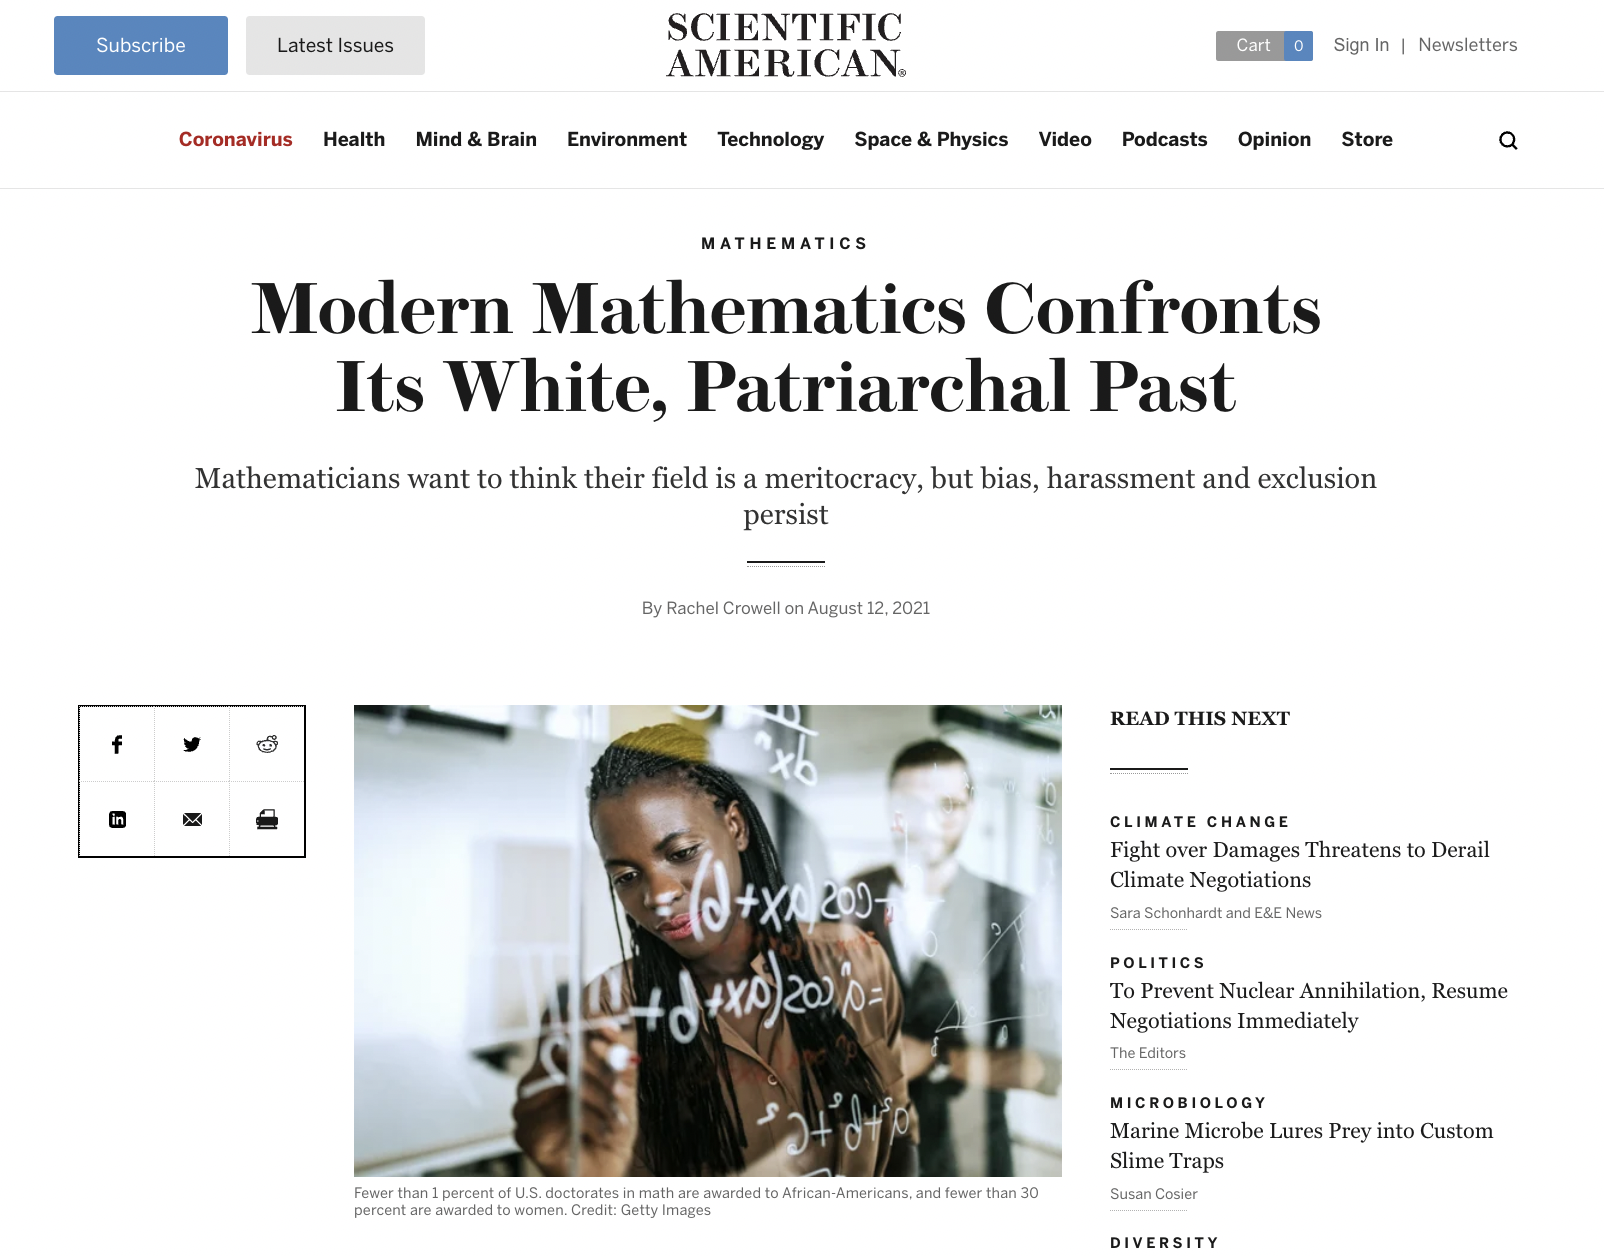 Subscribe
Latest Issues
SCIENTIFIC
AMERICAN®
Cart 0
Sign In | Newsletters
Coronavirus Health Mind & Brain Environment Technology Space & Physics Video Podcasts Opinion Store
MATHEMATICS
Modern Mathematics Confronts
Its White, Patriarchal Past
Mathematicians want to think their field is a meritocracy, but bias, harassment and exclusion
persist
By Rachel Crowell on August 12, 2021
Fewer than 1 percent of U.S. doctorates in math are awarded to African-Americans, and fewer than 30
percent are awarded to women. Credit: Getty Images
READ THIS NEXT
CLIMATE CHANGE
Fight over Damages Threatens to Derail
Climate Negotiations
Sara Schonhardt and E&E News
POLITICS
To Prevent Nuclear Annihilation, Resume
Negotiations Immediately
The Editors
MICROBIOLOGY
Marine Microbe Lures Prey into Custom
Slime Traps
Susan Cosier
DIVERSITY